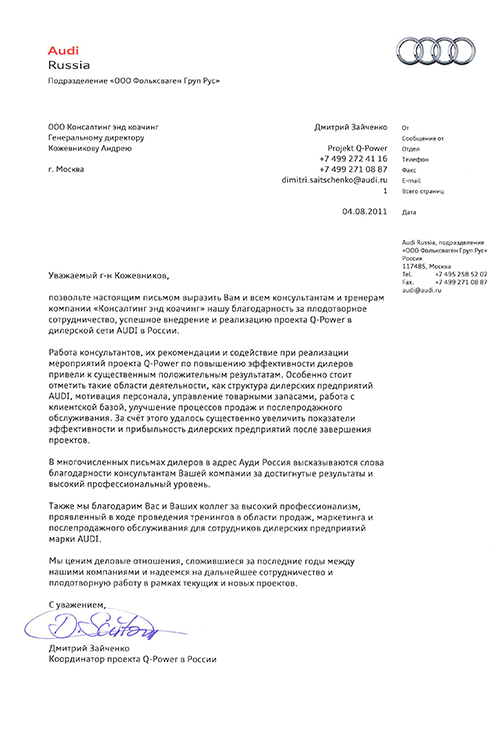 Audi
Russia
Подразделение «ООО Фольксваген Груп Рус»
ООО Консалтинг энд коачинг
Генеральному директору
Кожевникову Андрею
г. Москва
Дмитрий Зайченко От
Сообщение от
Projekt Q-Power Отдел
+7 499 272 41 16 Телефон
+7 499 271 08 87 Факс
dimitri.saitschenko@audi.ru E-mail
1 Всего страниц
04.08.2011 Дата
Audi Russia, подразделение
«ООО Фольксваген Груп Рус»
Россия
117485, Москва
Tel. +7 495 258 52 02
Fax. +7 499 271 08 87
audi@audi.ru
Уважаемый г-н Кожевников,
позвольте настоящим письмом выразить Вам и всем консультантам и тренерам
компании «Консалтинг энд коачинг» нашу благодарность за плодотворное
сотрудничество, успешное внедрение и реализацию проекта Q-Power в
дилерской сети AUDI в России.
Работа консультантов, их рекомендации и содействие при реализации
мероприятий проекта Q-Power по повышению эффективности дилеров
привели к существенным положительным результатам. Особенно стоит
отметить такие области деятельности, как структура дилерских предприятий
AUDI, мотивация персонала, управление товарными запасами, работа с
клиентской базой, улучшение процессов продаж и послепродажного
обслуживания. За счёт этого удалось существенно увеличить показатели
эффективности и прибыльность дилерских предприятий после завершения
проектов.
В многочисленных письмах дилеров в адрес Ауди Россия высказываются слова
благодарности консультантам Вашей компании за достигнутые результаты и
высокий профессиональный уровень.
Также мы благодарим Вас и Ваших коллег за высокий профессионализм,
проявленный в ходе проведения тренингов в области продаж, маркетинга и
послепродажного обслуживания для сотрудников дилерских предприятий
марки AUDI.
Мы ценим деловые отношения, сложившиеся за последние годы между
нашими компаниями и надеемся на дальнейшее сотрудничество и
плодотворную работу в рамках текущих и новых проектов.
С уважением,
Дмитрий Зайченко
Координатор проекта Q-Power в России